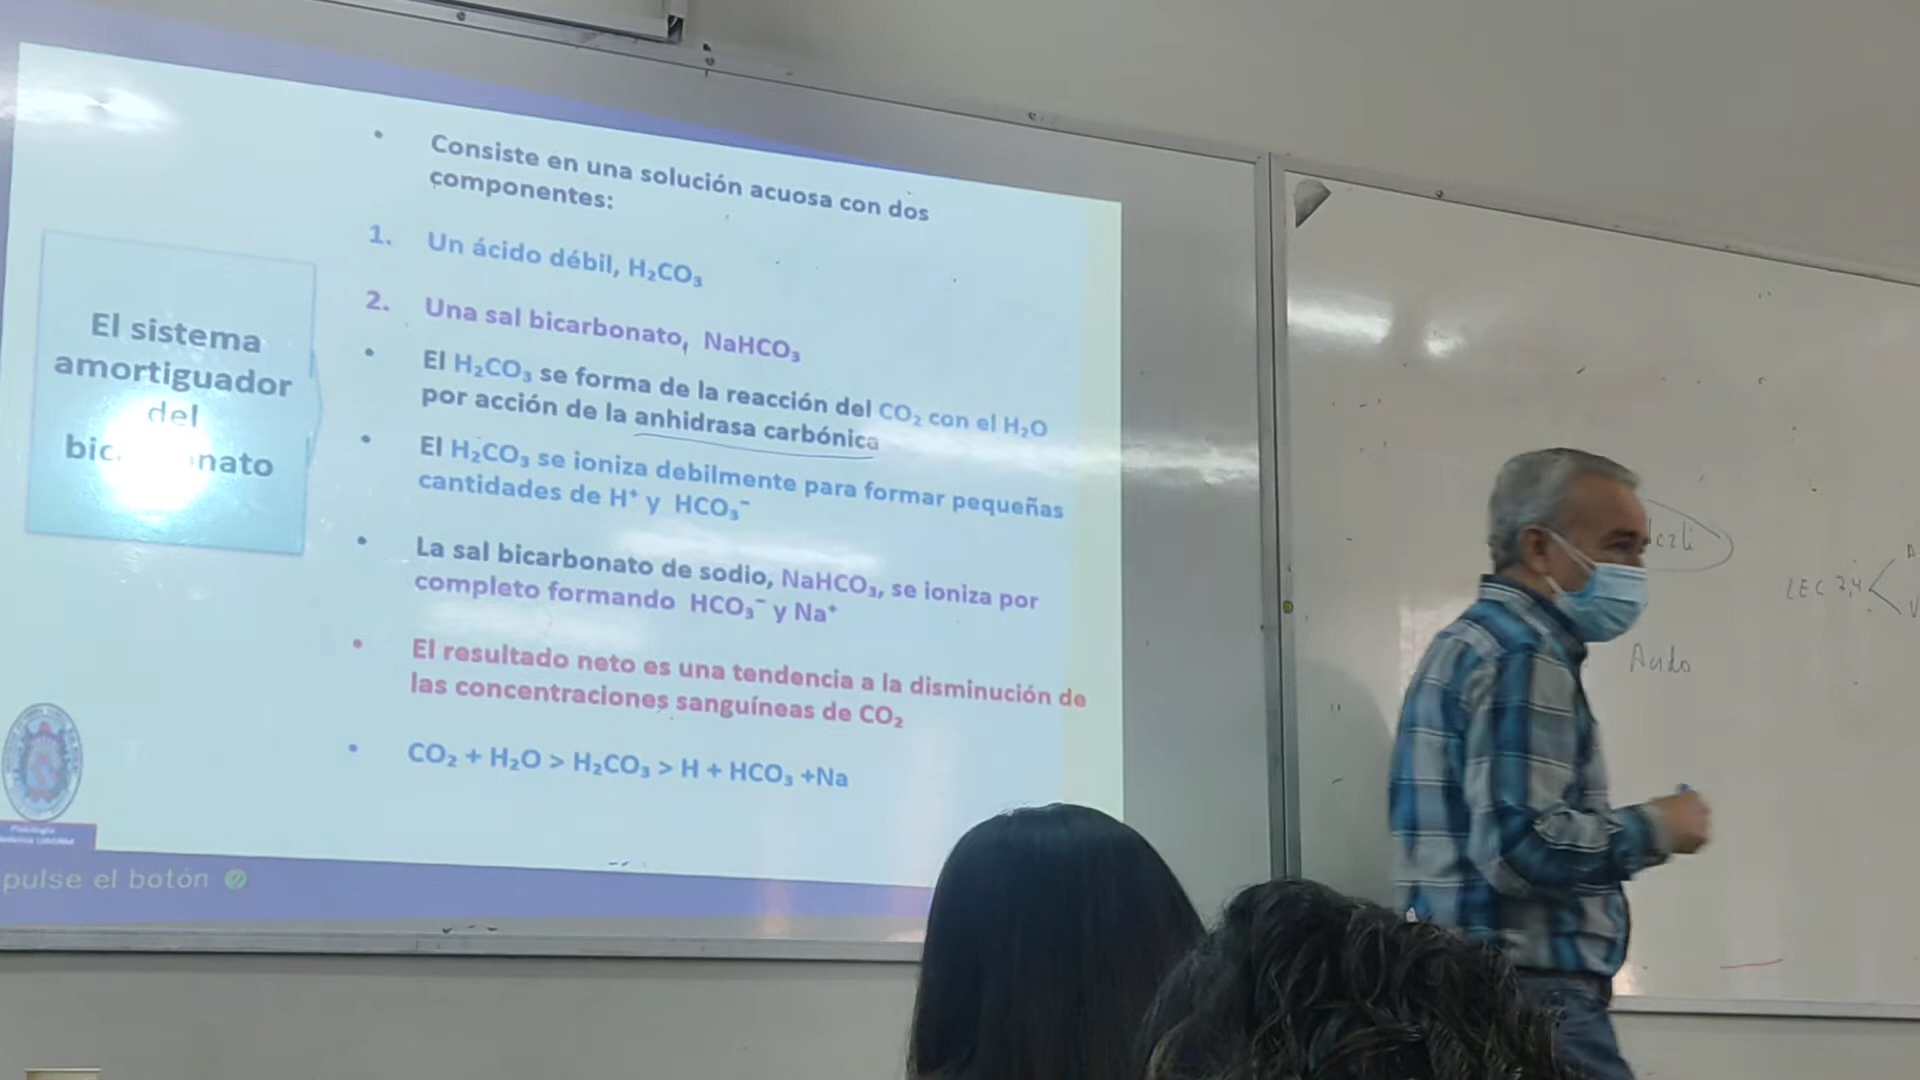 El sistema
amortiguador
del
Consiste en una solución acuosa con dos
componentes:
1. Un ácido débil, H₂CO₃
2. Una sal bicarbonato, NaHCO₃
El H₂CO₃ se forma de la reacción del CO₂ con el H₂O
por acción de la anhidrasa carbónica
El H₂CO₃ se ioniza debilmente para formar pequeñas
cantidades de H⁺ y HCO₃⁻
La sal bicarbonato de sodio, NaHCO₃, se ioniza por
completo formando HCO₃⁻ y Na⁺
El resultado neto es una tendencia a la disminución de
las concentraciones sanguíneas de CO₂
CO₂ + H₂O > H₂CO₃ > H + HCO₃ +Na
pulse el botón
LEC 7,4